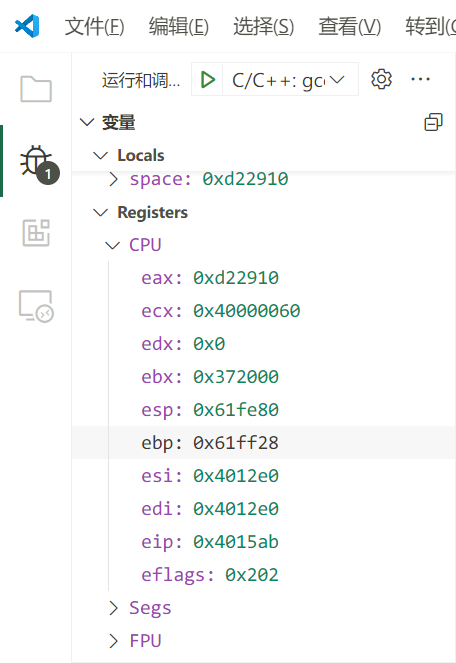 文件(F) 编辑(E) 选择(S) 查看(V) 转到(G
运行和调... C/C++: gc
变量
Locals
space: 0xd22910
1
Registers
CPU
eax: 0xd22910
ecx: 0x40000060
edx: 0x0
ebx: 0x372000
esp: 0x61fe80
ebp: 0x61ff28
esi: 0x4012e0
edi: 0x4012e0
eip: 0x4015ab
eflags: 0x202
Segs
FPU